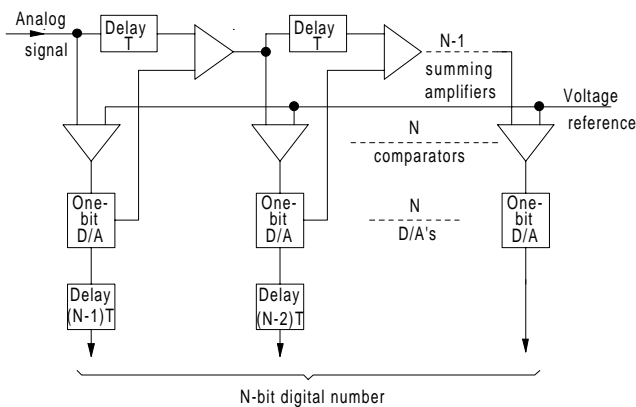 Analog
signal
Delay
T
Delay
T
N-1
summing
amplifiers
Voltage
reference
N
comparators
One-
bit
D/A
One-
bit
D/A
N
D/A's
One-
bit
D/A
Delay
(N-1)T
Delay
(N-2)T
N-bit digital number